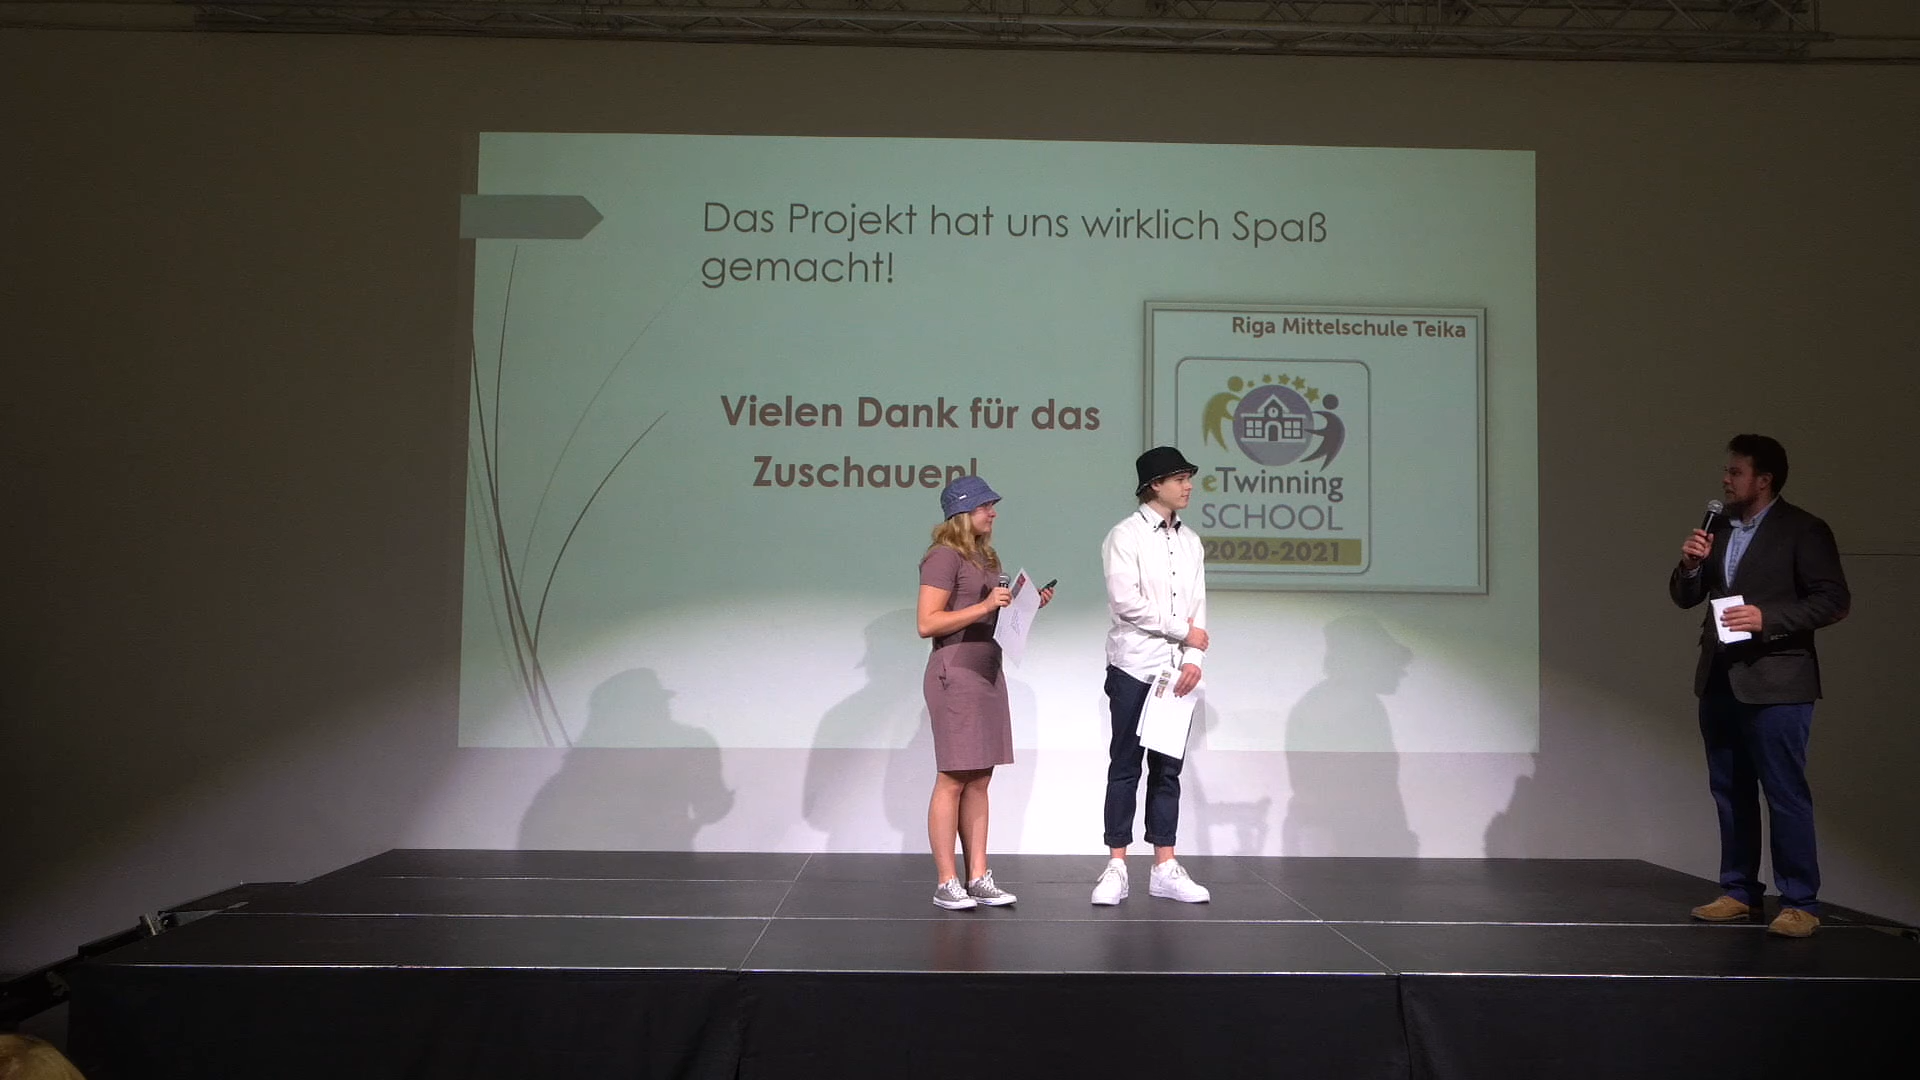 Das Projekt hat uns wirklich Spaß
gemacht!
Riga Mittelschule Teika
Vielen Dank für das
Zuschauen!
eTwinning
SCHOOL
2020-2021